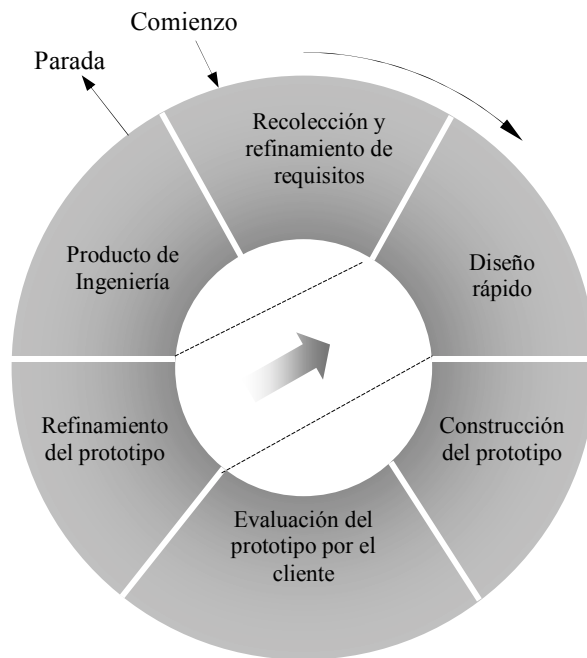 Comienzo
Parada
Recolección y
refinamiento de
requisitos
Diseño
rápido
Construcción
del prototipo
Evaluación del
prototipo por el
cliente
Refinamiento
del prototipo
Producto de
Ingeniería